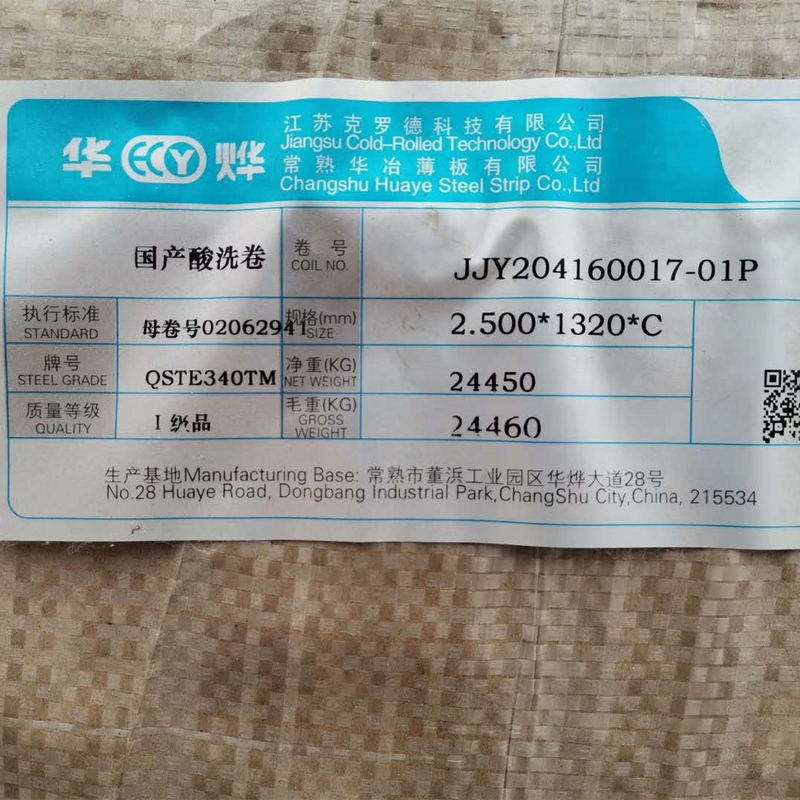 华 CCY 烨
江苏克罗德科技有限公司
Jiangsu Cold-Rolled Technology Co.,Ltd
常熟华冶薄板有限公司
Changshu Huaye Steel Strip Co.,Ltd
国产酸洗卷
卷 号
COIL NO.
JJY204160017-01P
执行标准
STANDARD
母卷号02062941
规格(mm)
SIZE
2.500*1320*C
牌号
STEEL GRADE
QSTE340TM
净重(KG)
NET WEIGHT
24450
质量等级
QUALITY
I 级品
毛重(KG)
GROSS
WEIGHT
24460
生产基地Manufacturing Base: 常熟市董浜工业园区华烨大道28号
No.28 Huaye Road, Dongbang Industrial Park,ChangShu City,China, 215534